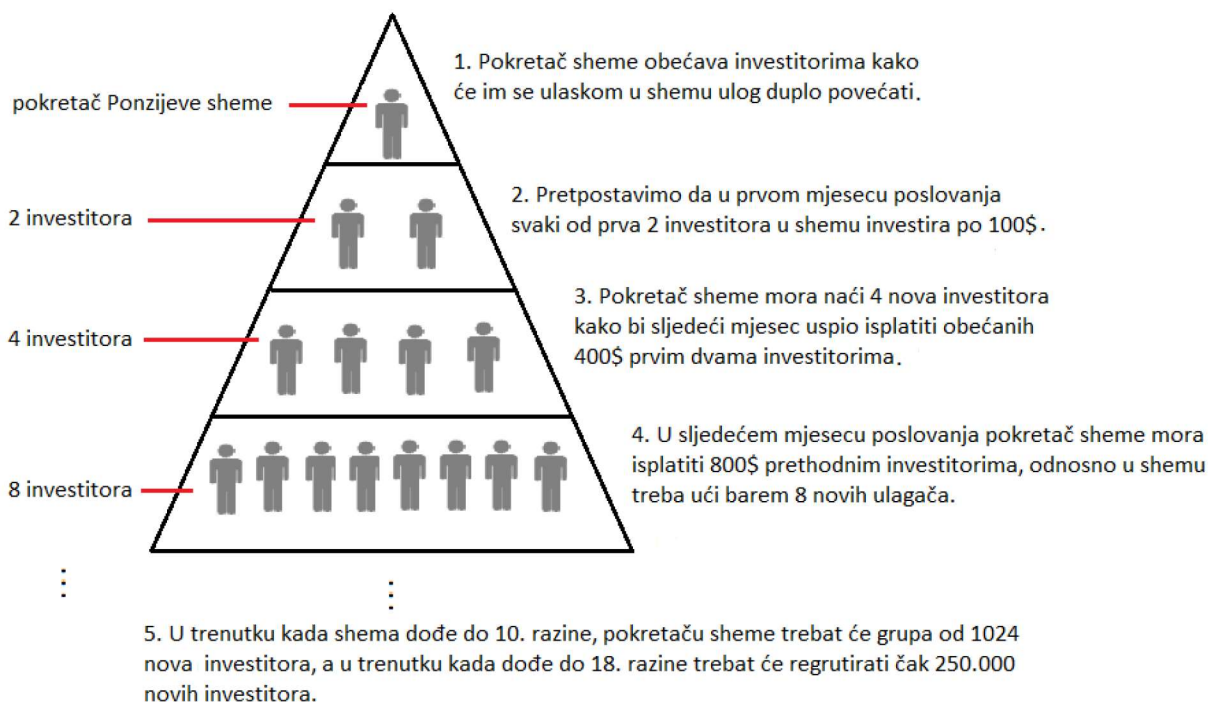 1. Pokretač sheme obećava investitorima kako
će im se ulaskom u shemu ulog duplo povećati.
pokretač Ponzijeve sheme
2. Pretpostavimo da u prvom mjesecu poslovanja
svaki od prva 2 investitora u shemu investira po 100$.
2 investitora
3. Pokretač sheme mora naći 4 nova investitora
kako bi sljedeći mjesec uspio isplatiti obećanih
400$ prvim dvama investitorima.
4 investitora
4. U sljedećem mjesecu poslovanja pokretač sheme mora
isplatiti 800$ prethodnim investitorima, odnosno u shemu
treba ući barem 8 novih ulagača.
8 investitora
5. U trenutku kada shema dođe do 10. razine, pokretaču sheme trebat će grupa od 1024
nova investitora, a u trenutku kada dođe do 18. razine trebat će regrutirati čak 250.000
novih investitora.